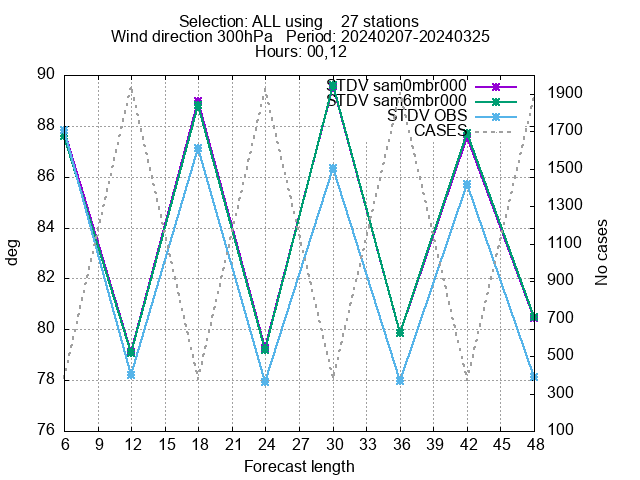 Selection: ALL using    27 stations
Wind direction 300hPa   Period: 20240207-20240325
Hours: 00,12
STDV sam0mbr000
STDV sam6mbr000
STDV OBS
CASES
90
88
86
84
82
80
78
76
deg
1900
1700
1500
1300
1100
900
700
500
300
100
No cases
6 9 12 15 18 21 24 27 30 33 36 39 42 45 48
Forecast length